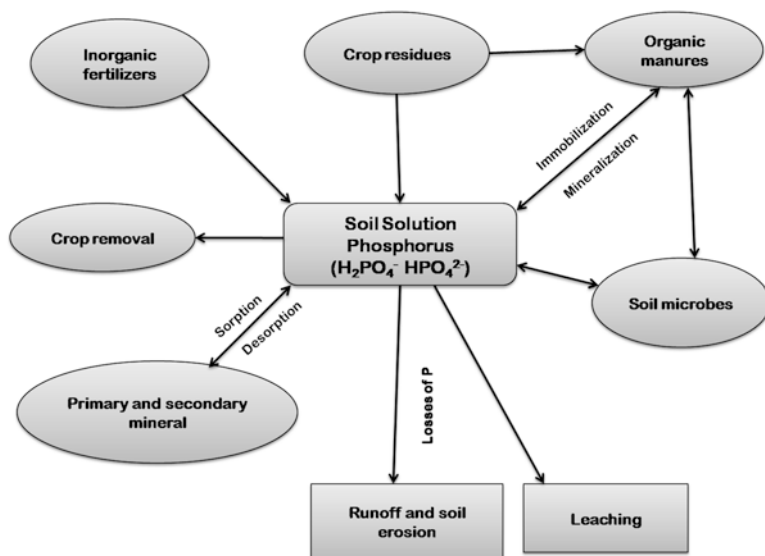 Inorganic
fertilizers
Crop residues
Organic
manures
Immobilization
Mineralization
Soil Solution
Phosphorus
(H₂PO₄⁻ HPO₄²⁻)
Crop removal
Soil microbes
Sorption
Desorption
Primary and secondary
mineral
Losses of P
Runoff and soil
erosion
Leaching